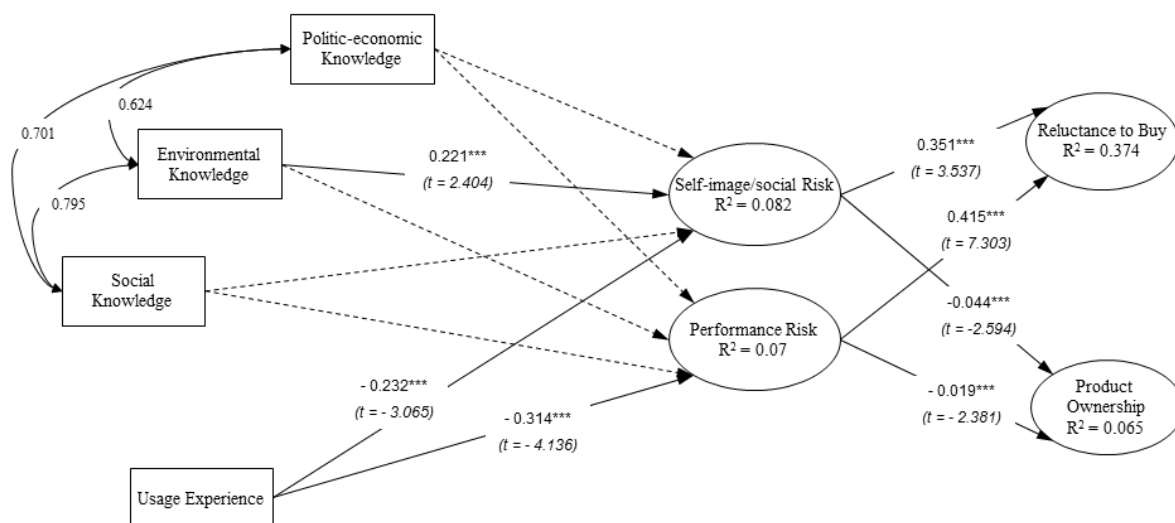 Politic-economic
Knowledge
0.624
0.701
Environmental
Knowledge
0.795
Social
Knowledge
Usage Experience
0.221***
(t = 2.404)
- 0.232***
(t = - 3.065)
- 0.314***
(t = - 4.136)
Self-image/social Risk
R² = 0.082
Performance Risk
R² = 0.07
0.351***
(t = 3.537)
0.415***
(t = 7.303)
-0.044***
(t = -2.594)
- 0.019***
(t = - 2.381)
Reluctance to Buy
R² = 0.374
Product
Ownership
R² = 0.065